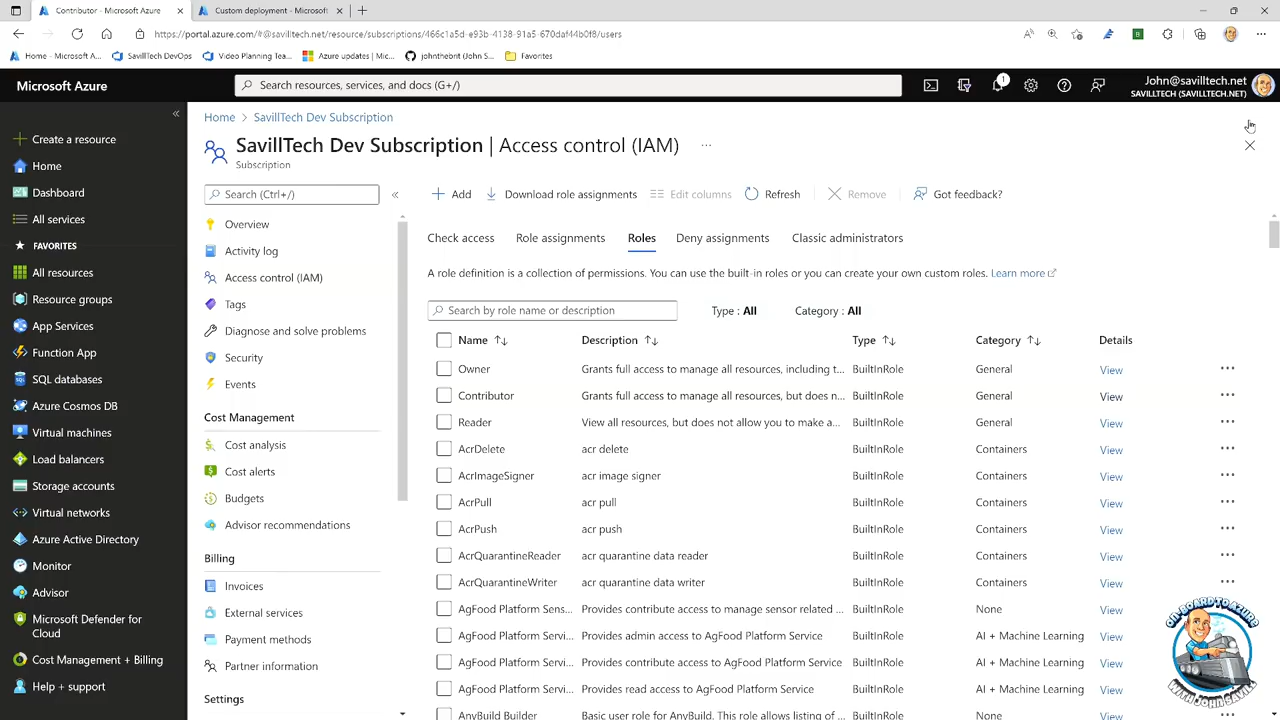 Contributor - Microsoft Azure
Custom deployment - Microsoft
https://portal.azure.com/#@savilltech.net/resource/subscriptions/466c1a5d-e93b-4138-91a5-670daf44b0f8/users
Home - Microsoft A...
SavillTech DevOps
Video Planning Tea...
Azure updates | Mic...
johnthebrit (John S...
Favorites
Microsoft Azure
Search resources, services, and docs (G+/)
1
John@savilltech.net
SAVILLTECH (SAVILLTECH.NET)
Create a resource
Home
Dashboard
All services
FAVORITES
All resources
Resource groups
App Services
Function App
SQL databases
Azure Cosmos DB
Virtual machines
Load balancers
Storage accounts
Virtual networks
Azure Active Directory
Monitor
Advisor
Microsoft Defender for
Cloud
Cost Management + Billing
Help + support
Home > SavillTech Dev Subscription
SavillTech Dev Subscription | Access control (IAM) ...
Subscription
Search (Ctrl+/)
Overview
Activity log
Access control (IAM)
Tags
Diagnose and solve problems
Security
Events
Cost Management
Cost analysis
Cost alerts
Budgets
Advisor recommendations
Billing
Invoices
External services
Payment methods
Partner information
Settings
Add Download role assignments Edit columns Refresh Remove Got feedback?
Check access Role assignments Roles Deny assignments Classic administrators
A role definition is a collection of permissions. You can use the built-in roles or you can create your own custom roles. Learn more
Search by role name or description Type : All Category : All
Name Description Type Category Details
Owner Grants full access to manage all resources, including t... BuiltInRole General View ...
Contributor Grants full access to manage all resources, but does n... BuiltInRole General View ...
Reader View all resources, but does not allow you to make a... BuiltInRole General View ...
AcrDelete acr delete BuiltInRole Containers View ...
AcrImageSigner acr image signer BuiltInRole Containers View ...
AcrPull acr pull BuiltInRole Containers View ...
AcrPush acr push BuiltInRole Containers View ...
AcrQuarantineReader acr quarantine data reader BuiltInRole Containers View ...
AcrQuarantineWriter acr quarantine data writer BuiltInRole Containers View ...
AgFood Platform Sens... Provides contribute access to manage sensor related ... BuiltInRole None View
AgFood Platform Servi... Provides admin access to AgFood Platform Service BuiltInRole AI + Machine Learning View
AgFood Platform Servi... Provides contribute access to AgFood Platform Service BuiltInRole AI + Machine Learning View
AgFood Platform Servi... Provides read access to AgFood Platform Service BuiltInRole AI + Machine Learning View
AnyBuild Builder Basic user role for AnyBuild. This role allows listing of ... BuiltInRole None View
ON-BOARD TO AZURE
WITH JOHN SAVILL